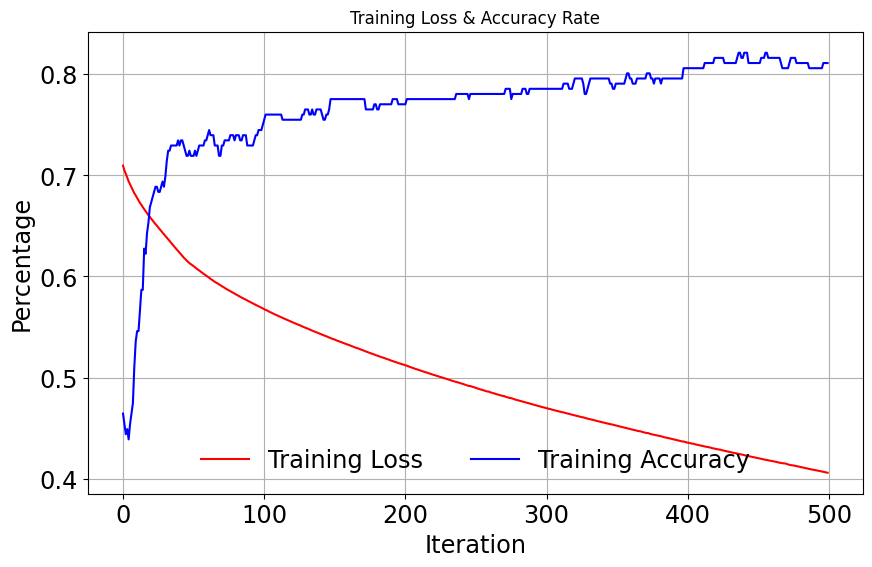 Training Loss & Accuracy Rate
0.8
0.7
0.6
0.5
0.4
Percentage
Training Loss
Training Accuracy
0 100 200 300 400 500
Iteration